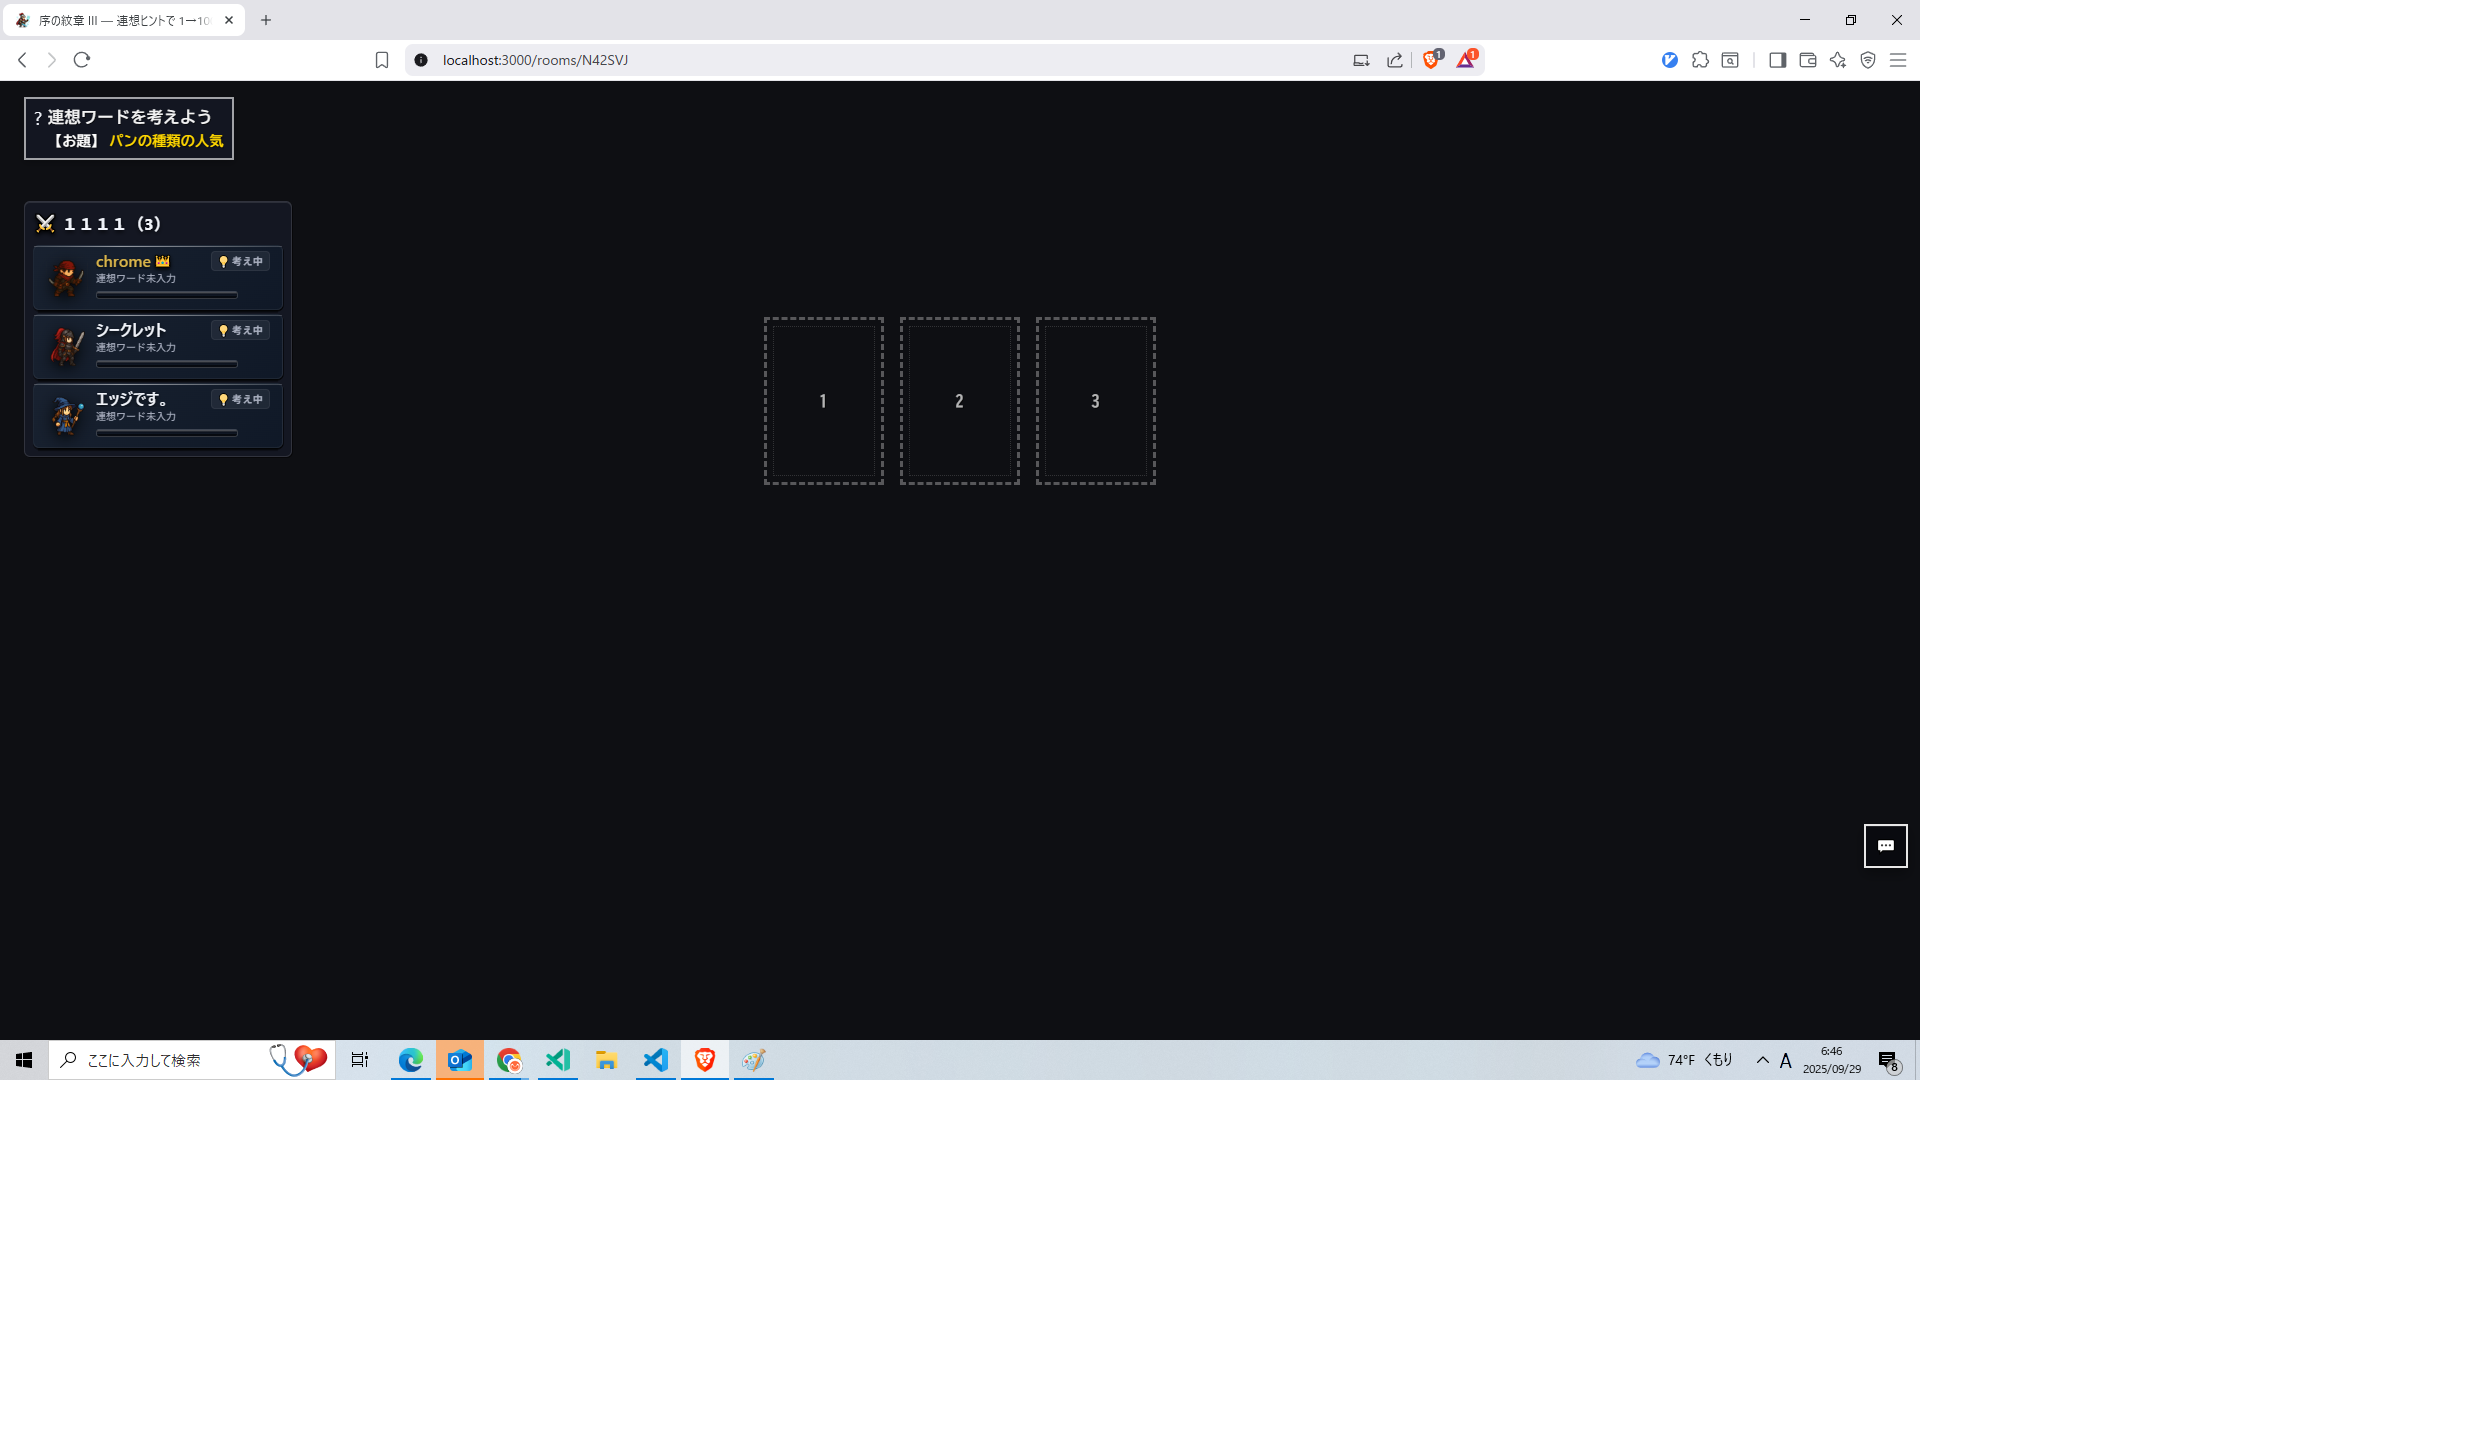 序の紋章 III — 連想ヒントで 1→10
localhost:3000/rooms/N42SVJ
1
1
? 連想ワードを考えよう
【お題】 パンの種類の人気
１１１１（3）
chrome
考え中
連想ワード未入力
シークレット
考え中
連想ワード未入力
エッジです。
考え中
連想ワード未入力
1
2
3
ここに入力して検索
74°F くもり
A
6:46
2025/09/29
8